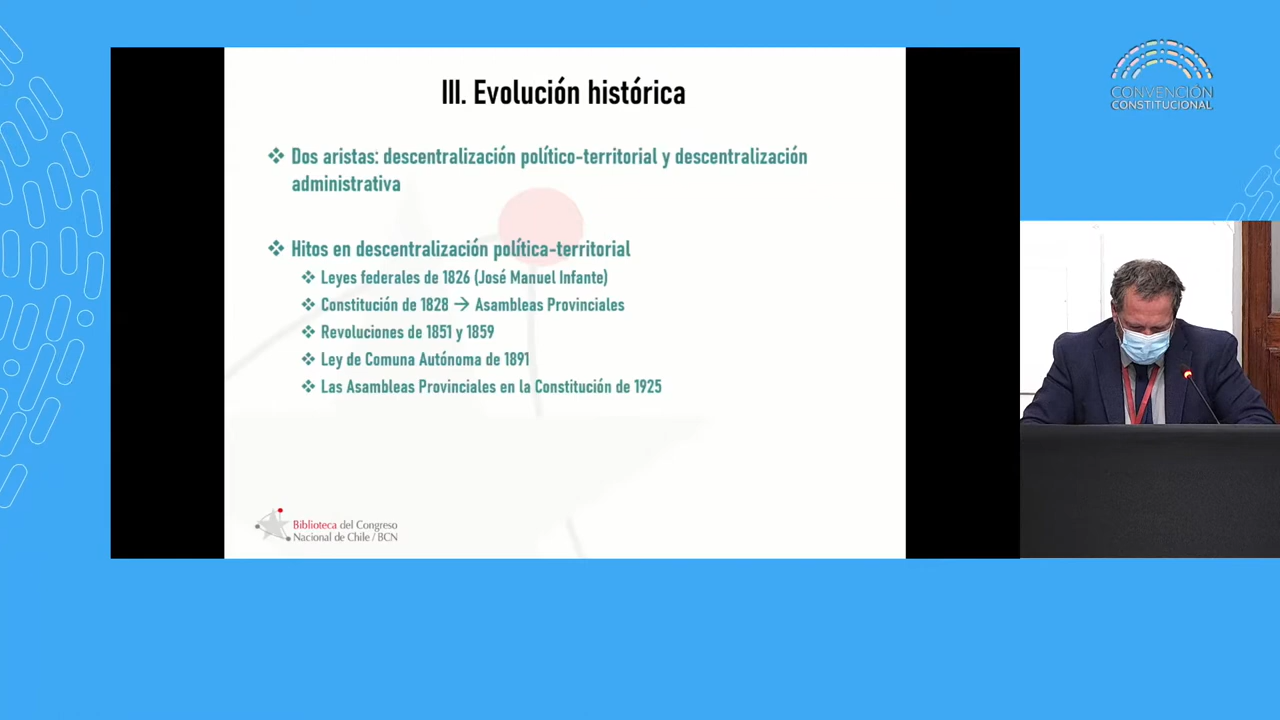 CONVENCIÓN
CONSTITUCIONAL
III. Evolución histórica
❖ Dos aristas: descentralización político-territorial y descentralización
administrativa
❖ Hitos en descentralización política-territorial
❖ Leyes federales de 1826 (José Manuel Infante)
❖ Constitución de 1828 → Asambleas Provinciales
❖ Revoluciones de 1851 y 1859
❖ Ley de Comuna Autónoma de 1891
❖ Las Asambleas Provinciales en la Constitución de 1925
Biblioteca del Congreso
Nacional de Chile / BCN